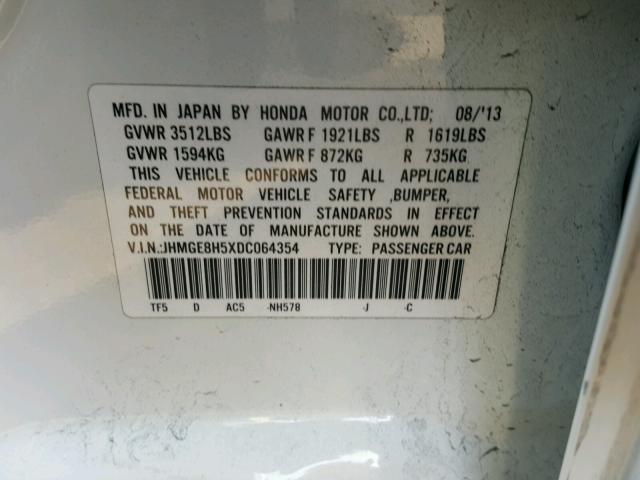 MFD. IN JAPAN BY HONDA MOTOR CO.,LTD; 08/'13
GVWR 3512LBS GAWR F 1921LBS R 1619LBS
GVWR 1594KG GAWR F 872KG R 735KG
THIS VEHICLE CONFORMS TO ALL APPLICABLE
FEDERAL MOTOR VEHICLE SAFETY ,BUMPER,
AND THEFT PREVENTION STANDARDS IN EFFECT
ON THE DATE OF MANUFACTURE SHOWN ABOVE.
V.I.N.:JHMGE8H5XDC064354 TYPE: PASSENGER CAR
TF5 D AC5 -NH578 -J -C